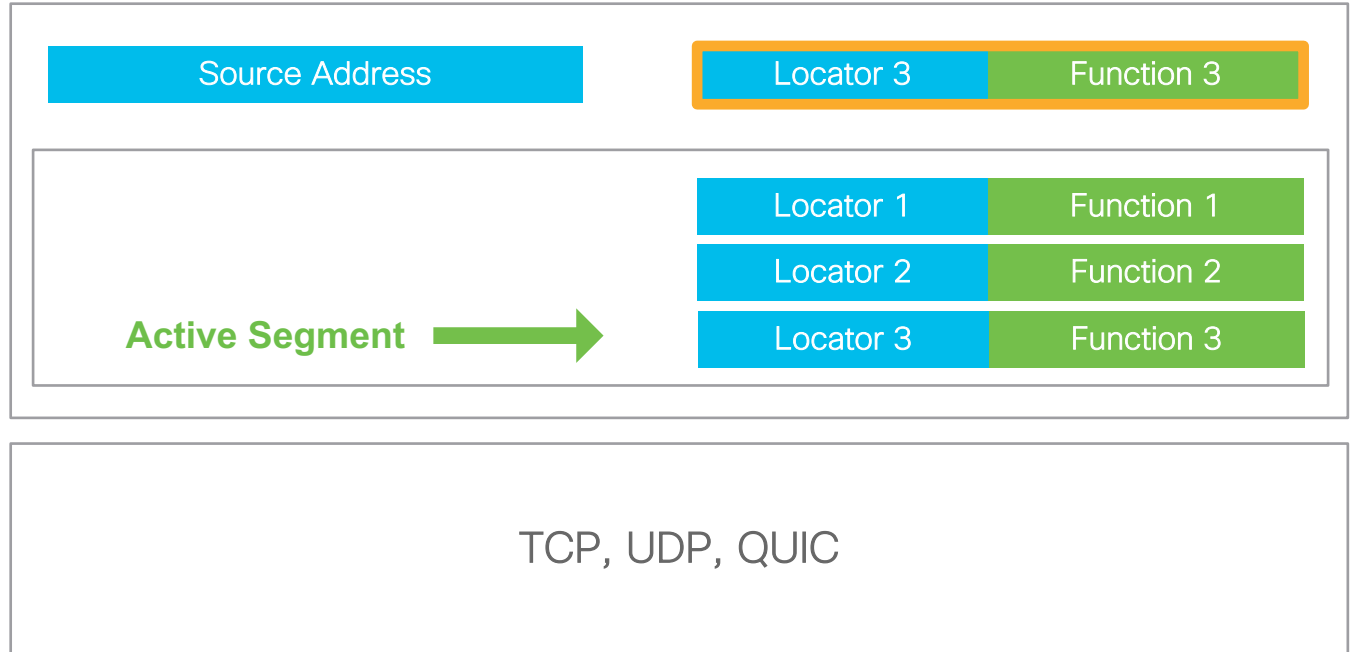 Source Address Locator 3 Function 3
Locator 1 Function 1
Locator 2 Function 2
Active Segment Locator 3 Function 3
TCP, UDP, QUIC